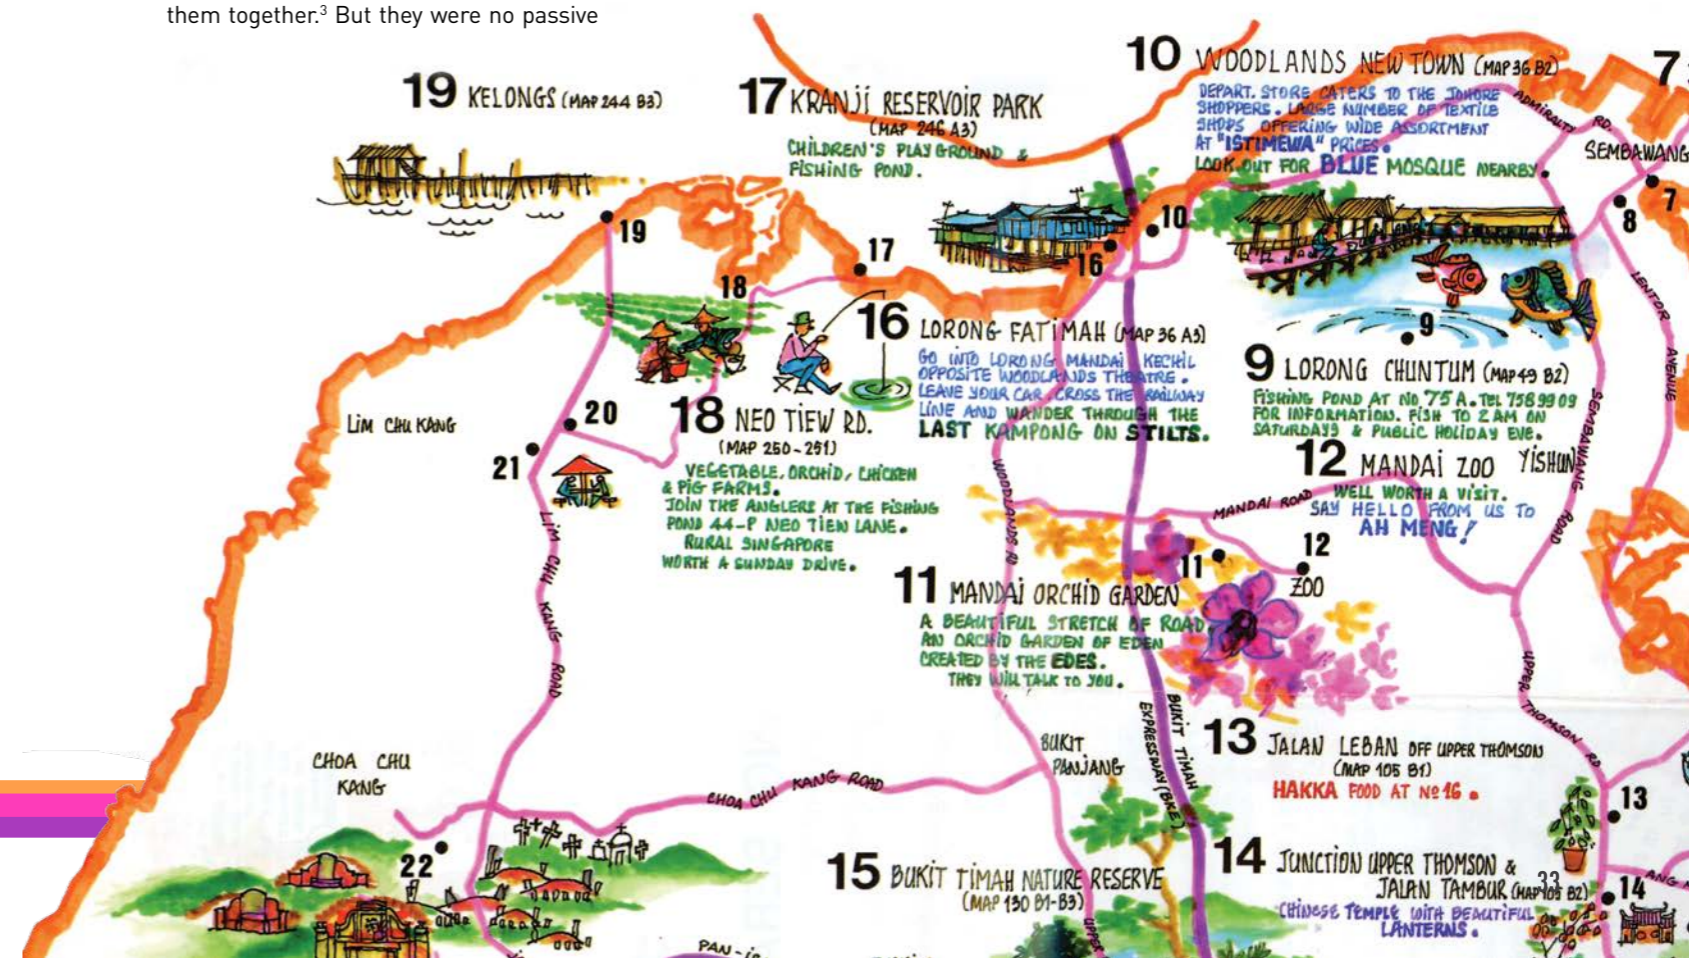 them together.³ But they were no passive
19 KELONGS (MAP 244 B3)
17 KRANJI RESERVOIR PARK
(MAP 246 A3)
CHILDREN'S PLAYGROUND &
FISHING POND.
10 WOODLANDS NEW TOWN (MAP 36 B2)
DEPART. STORE CATERS TO THE JOHORE
SHOPPERS. LARGE NUMBER OF TEXTILE
SHOPS OFFERING WIDE ASSORTMENT
AT "ISTIMEWA" PRICES.
LOOK OUT FOR BLUE MOSQUE NEARBY.
7
ADMIRALTY RD.
SEMBAWANG
7
8
19
17
18
10
16
9
LENTOR AVENUE
16 LORONG FATIMAH (MAP 36 A3)
GO INTO LORONG MANDAI KECHIL
OPPOSITE WOODLANDS THEATRE.
LEAVE YOUR CAR, CROSS THE RAILWAY
LINE AND WANDER THROUGH THE
LAST KAMPONG ON STILTS.
9 LORONG CHUNTUM (MAP 49 B2)
FISHING POND AT No 75 A. TEL 7589909
FOR INFORMATION. FISH TO 2 AM ON
SATURDAYS & PUBLIC HOLIDAY EVE.
SEMBAWANG ROAD
LIM CHU KANG
20
21
18 NEO TIEW RD.
(MAP 250-251)
VEGETABLE, ORCHID, CHICKEN
& PIG FARMS.
JOIN THE ANGLERS AT THE FISHING
POND 44-P NEO TIEW LANE.
RURAL SINGAPORE
WORTH A SUNDAY DRIVE.
12 MANDAI ZOO
WELL WORTH A VISIT.
SAY HELLO FROM US TO
AH MENG!
YISHUN
WOODLANDS RD
MANDAI ROAD
11
12
ZOO
LIM CHU KANG ROAD
11 MANDAI ORCHID GARDEN
A BEAUTIFUL STRETCH OF ROAD
AN ORCHID GARDEN OF EDEN
CREATED BY THE EDES.
THEY WILL TALK TO YOU.
UPPER THOMSON RD
BUKIT TIMAH
EXPRESSWAY (BKE)
13 JALAN LEBAN OFF UPPER THOMSON
(MAP 105 B1)
HAKKA FOOD AT No 16.
BUKIT
PANJANG
CHOA CHU
KANG
CHOA CHU KANG ROAD
13
22
15 BUKIT TIMAH NATURE RESERVE
(MAP 130 B1-B3)
14 JUNCTION UPPER THOMSON &
JALAN TAMBUR (MAP 105 B2)
CHINESE TEMPLE WITH BEAUTIFUL
LANTERNS.
33
14
ANG
UPPER
PAN-